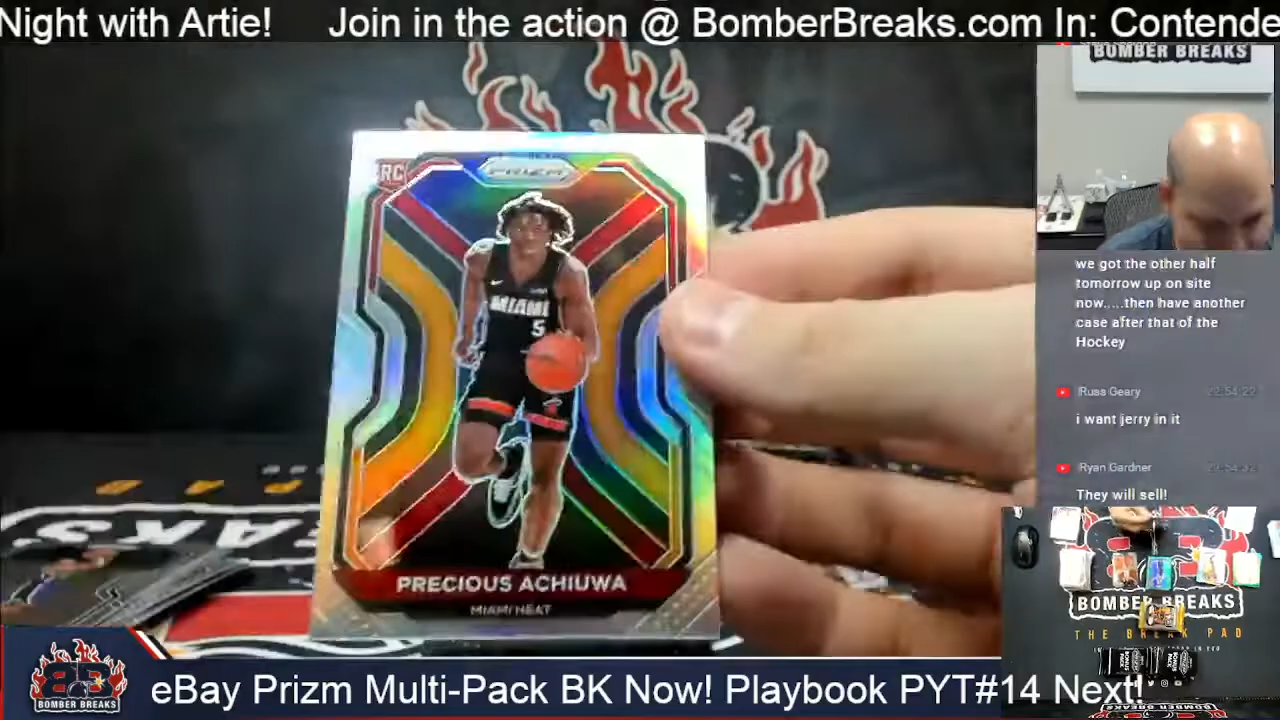 Night with Artie! Join in the action @ BomberBreaks.com In: Contende
BOMBER BREAKS
RC
PRIZM
MIAMI
5
PRECIOUS ACHIUWA
MIAMI HEAT
we got the other half
tomorrow up on site
now.....then have another
case after that of the
Hockey
Russ Geary 22:54:22
i want jerry in it
Ryan Gardner
They will sell!
BOMBER BREAKS
THE BREAK PAD
BOMBER BREAKS
eBay Prizm Multi-Pack BK Now! Playbook PYT#14 Next!